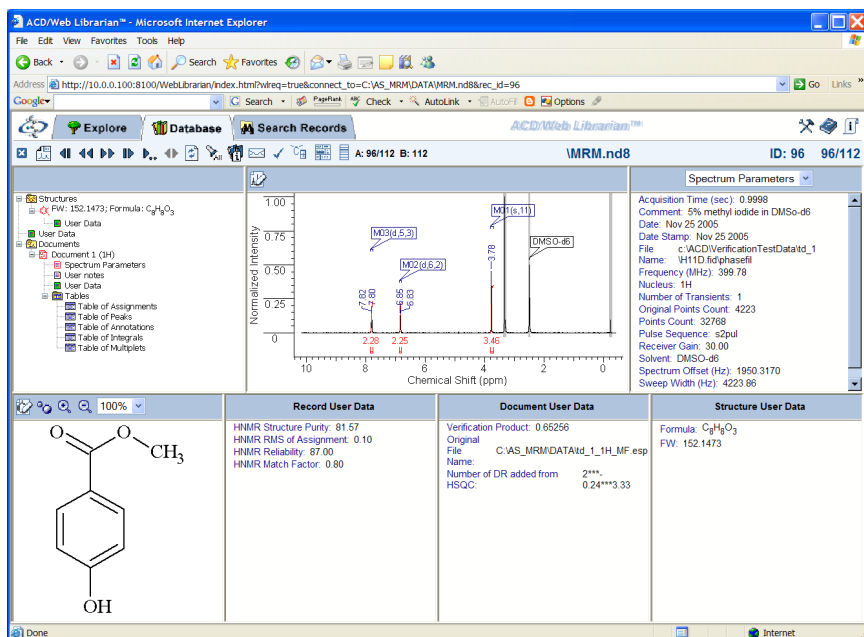 ACD/Web Librarian™ - Microsoft Internet Explorer
File Edit View Favorites Tools Help
Back Search Favorites
Address http://10.0.0.100:8100/WebLibrarian/index.html?wlreq=true&connect_to=C:\AS_MRM\DATA\MRM.nd8&rec_id=96 Go Links »
Google Search PageRank ABC Check AutoLink AutoFill Options
Explore Database Search Records ACD/Web Librarian™
All A: 96/112 B: 112 \MRM.nd8 ID: 96 96/112
Structures
FW: 152.1473; Formula: C8H8O3
User Data
User Data
Documents
Document 1 (1H)
Spectrum Parameters
User notes
User Data
Tables
Table of Assignments
Table of Peaks
Table of Annotations
Table of Integrals
Table of Multiplets
Normalized Intensity
1.00
0.75
0.50
0.25
0
M01(s,11)
M03(d,5,3)
DMSO-d6
M02(d,6,2)
7.82
7.80
6.85
6.83
3.78
2.28 2.25 3.46
10 8 6 4 2 0
Chemical Shift (ppm)
Spectrum Parameters
Acquisition Time (sec): 0.9998
Comment: 5% methyl iodide in DMSo-d6
Date: Nov 25 2005
Date Stamp: Nov 25 2005
File c:\ACD\VerificationTestData\td_1
Name: \H11D.fid\phasefil
Frequency (MHz): 399.78
Nucleus: 1H
Number of Transients: 1
Original Points Count: 4223
Points Count: 32768
Pulse Sequence: s2pul
Receiver Gain: 30.00
Solvent: DMSO-d6
Spectrum Offset (Hz): 1950.3170
Sweep Width (Hz): 4223.86
100%
O
O
CH3
OH
Record User Data
HNMR Structure Purity: 81.57
HNMR RMS of Assignment: 0.10
HNMR Reliability: 87.00
HNMR Match Factor: 0.80
Document User Data
Verification Product: 0.65256
Original
File C:\AS_MRM\DATA\td_1_1H_MF.esp
Name:
Number of DR added from 2***-
HSQC: 0.24***3.33
Structure User Data
Formula: C8H8O3
FW: 152.1473
Done Internet